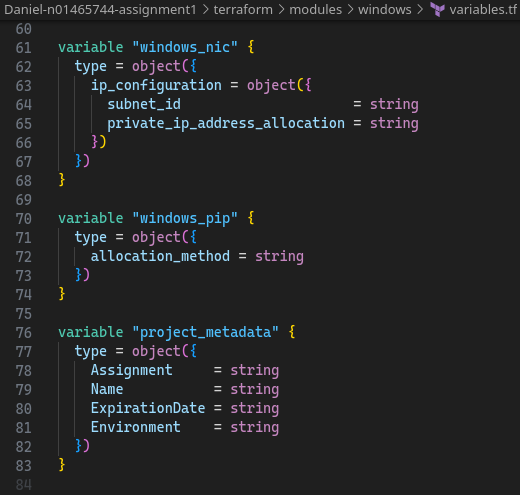 Daniel-n01465744-assignment1 > terraform > modules > windows > variables.tf
60
61 variable "windows_nic" {
62   type = object({
63     ip_configuration = object({
64       subnet_id                     = string
65       private_ip_address_allocation = string
66     })
67   })
68 }
69
70 variable "windows_pip" {
71   type = object({
72     allocation_method = string
73   })
74 }
75
76 variable "project_metadata" {
77   type = object({
78     Assignment     = string
79     Name           = string
80     ExpirationDate = string
81     Environment    = string
82   })
83 }
84